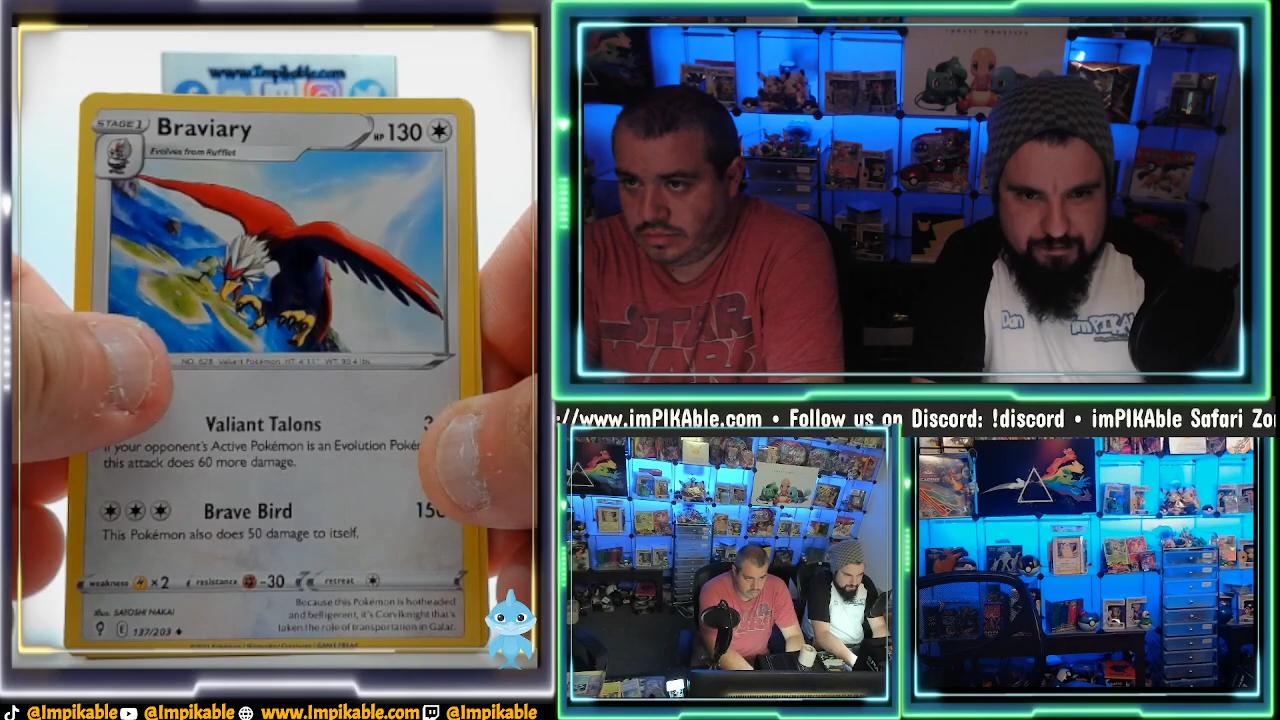 www.Impikable.com
STAGE 1
Braviary
HP 130
Evolves from Rufflet
NO. 628 Valiant Pokémon HT: 4'11" WT: 90.4 lbs
Valiant Talons
If your opponent's Active Pokémon is an Evolution
this attack does 60 more damage.
Brave Bird
This Pokémon also does 50 damage to itself.
weakness ×2 resistance -30 retreat
Illus. SATOSHI NAKAI
Because this Pokémon is hotheaded
and belligerent, it's Corviknight that's
taken the role of transportation in Galar.
E 137/203
STAR
WARS
Dan
imPIKAb
://www.imPIKAble.com • Follow us on Discord: !discord • imPIKAble Safari Zo
@Impikable @Impikable www.Impikable.com @Impikable